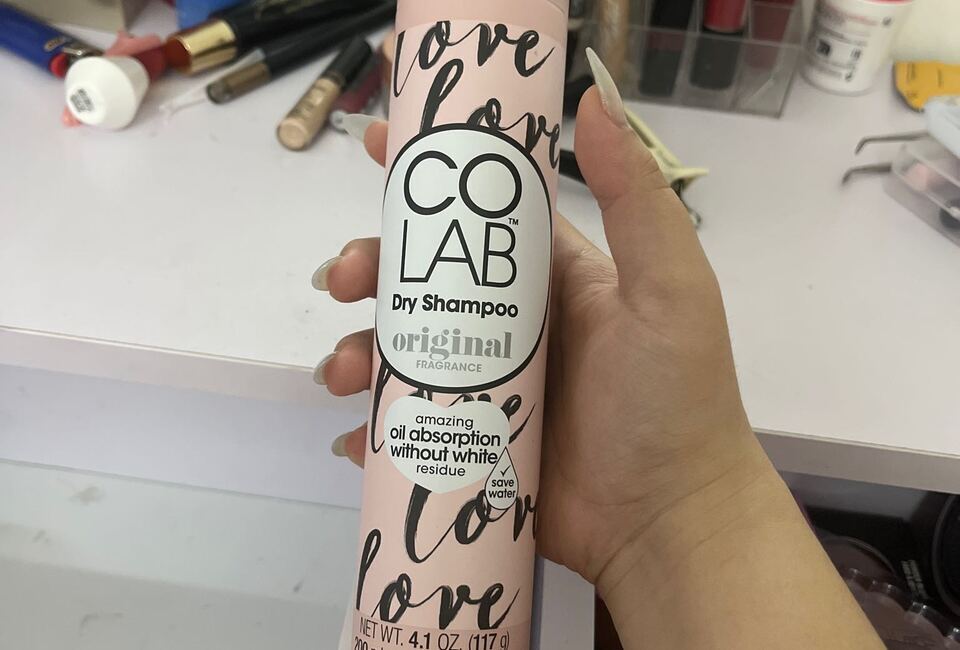 love
love
CO
LAB™
Dry Shampoo
original
FRAGRANCE
love
amazing
oil absorption
without white
residue
save
water
love
love
NET WT. 4.1 OZ. (117 g)